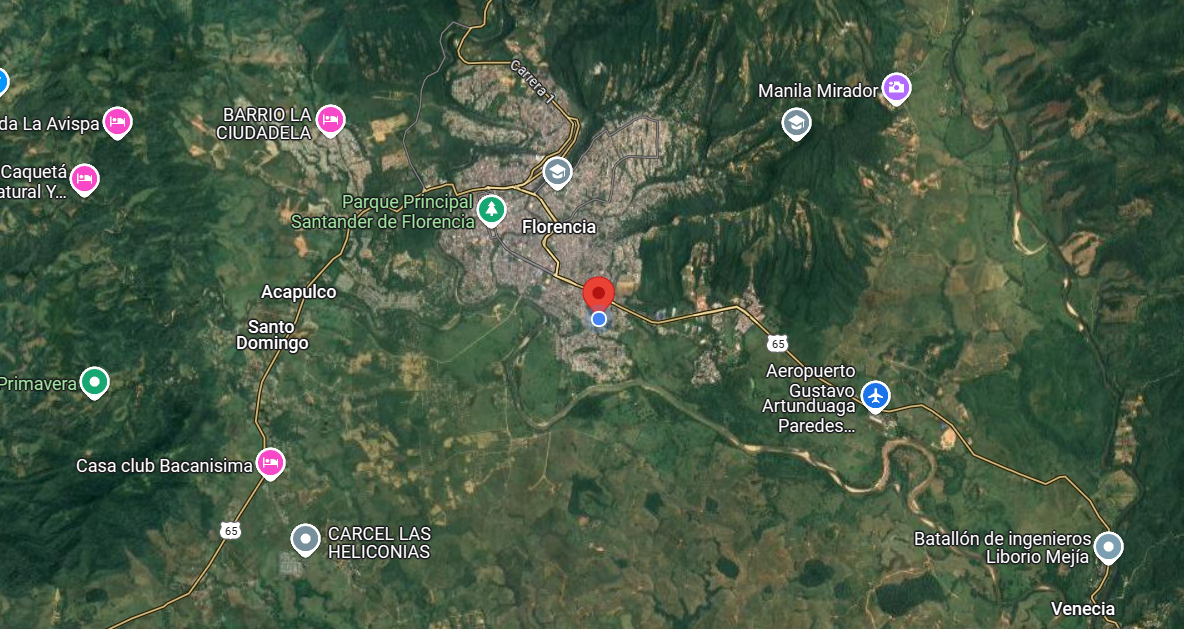 Carrera 1
Manila Mirador
BARRIO LA
CIUDADELA
da La Avispa
Caquetá
atural Y...
Parque Principal
Santander de Florencia
Florencia
Acapulco
Santo
Domingo
65
Aeropuerto
Gustavo
Artunduaga
Paredes...
Primavera
Casa club Bacanisima
65
CARCEL LAS
HELICONIAS
Batallón de ingenieros
Liborio Mejía
Venecia